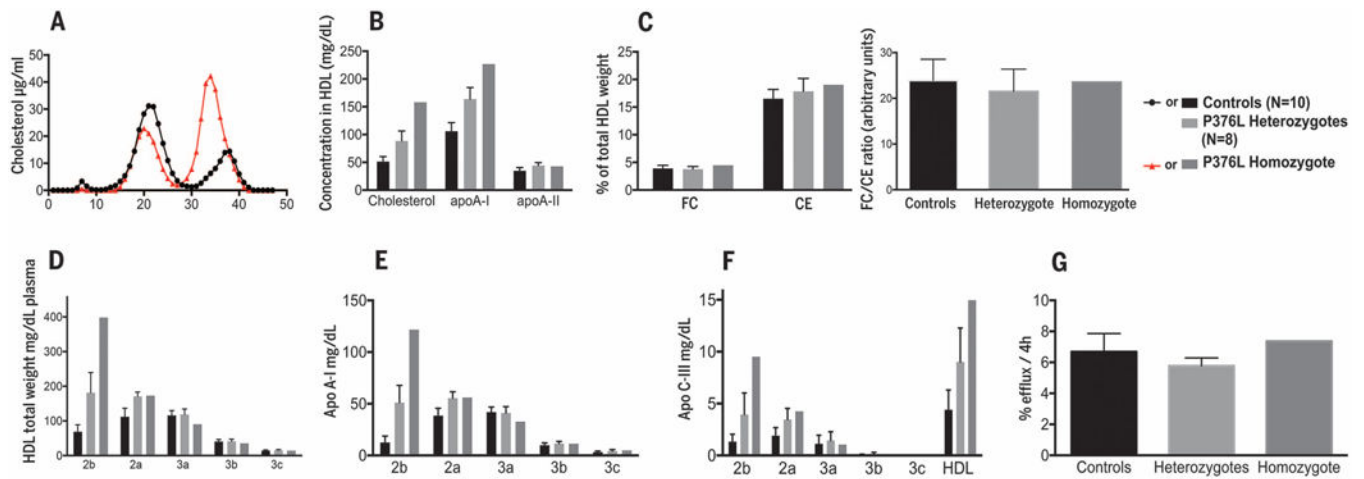 A
Cholesterol µg/ml
50
40
30
20
10
0
0 10 20 30 40 50
B
Concentration in HDL (mg/dL)
250
200
150
100
50
0
Cholesterol apoA-I apoA-II
C
% of total HDL weight
25
20
15
10
5
0
FC CE
FC/CE ratio (arbitrary units)
30
20
10
0
Controls Heterozygote Homozygote
or Controls (N=10)
P376L Heterozygotes
(N=8)
or P376L Homozygote
D
HDL total weight mg/dL plasma
400
300
200
100
0
2b 2a 3a 3b 3c
E
Apo A-I mg/dL
150
100
50
0
2b 2a 3a 3b 3c
F
Apo C-III mg/dL
15
10
5
0
2b 2a 3a 3b 3c HDL
G
% efflux / 4h
10
8
6
4
2
0
Controls Heterozygotes Homozygote